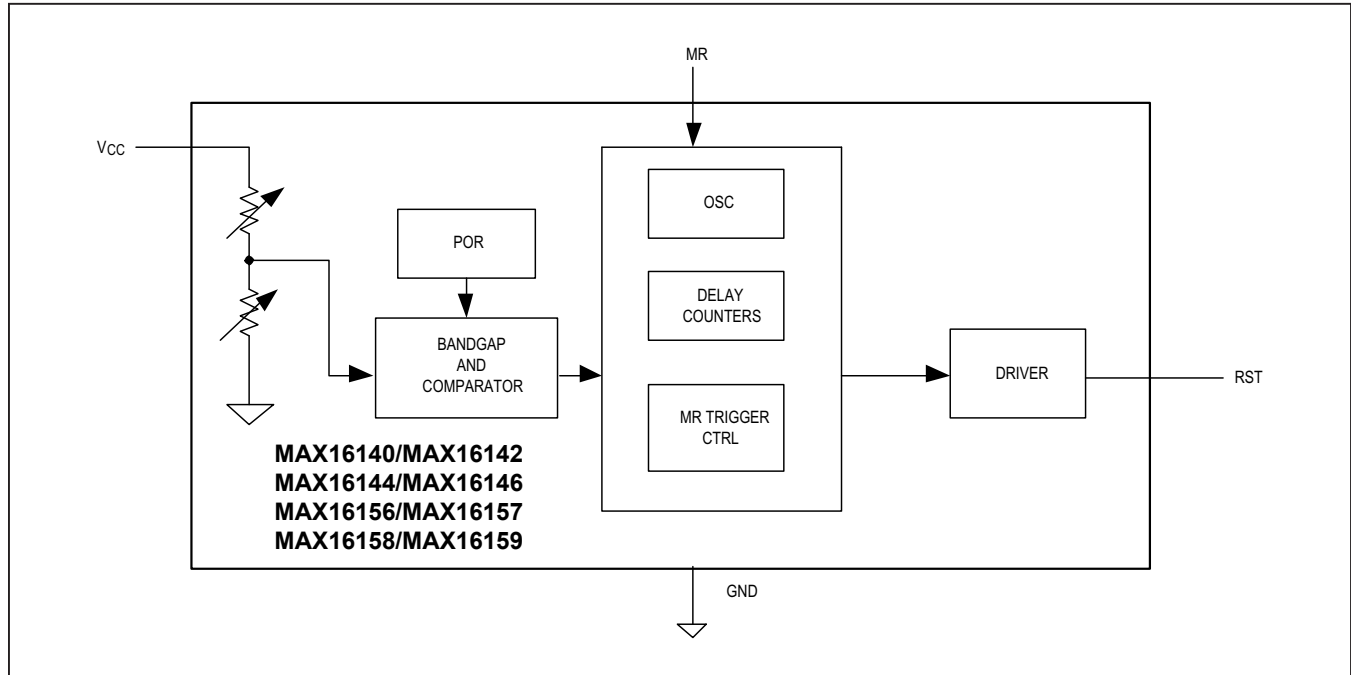 MR
VCC
OSC
POR
DELAY
COUNTERS
BANDGAP
AND
COMPARATOR
DRIVER
RST
MR TRIGGER
CTRL
MAX16140/MAX16142
MAX16144/MAX16146
MAX16156/MAX16157
MAX16158/MAX16159
GND